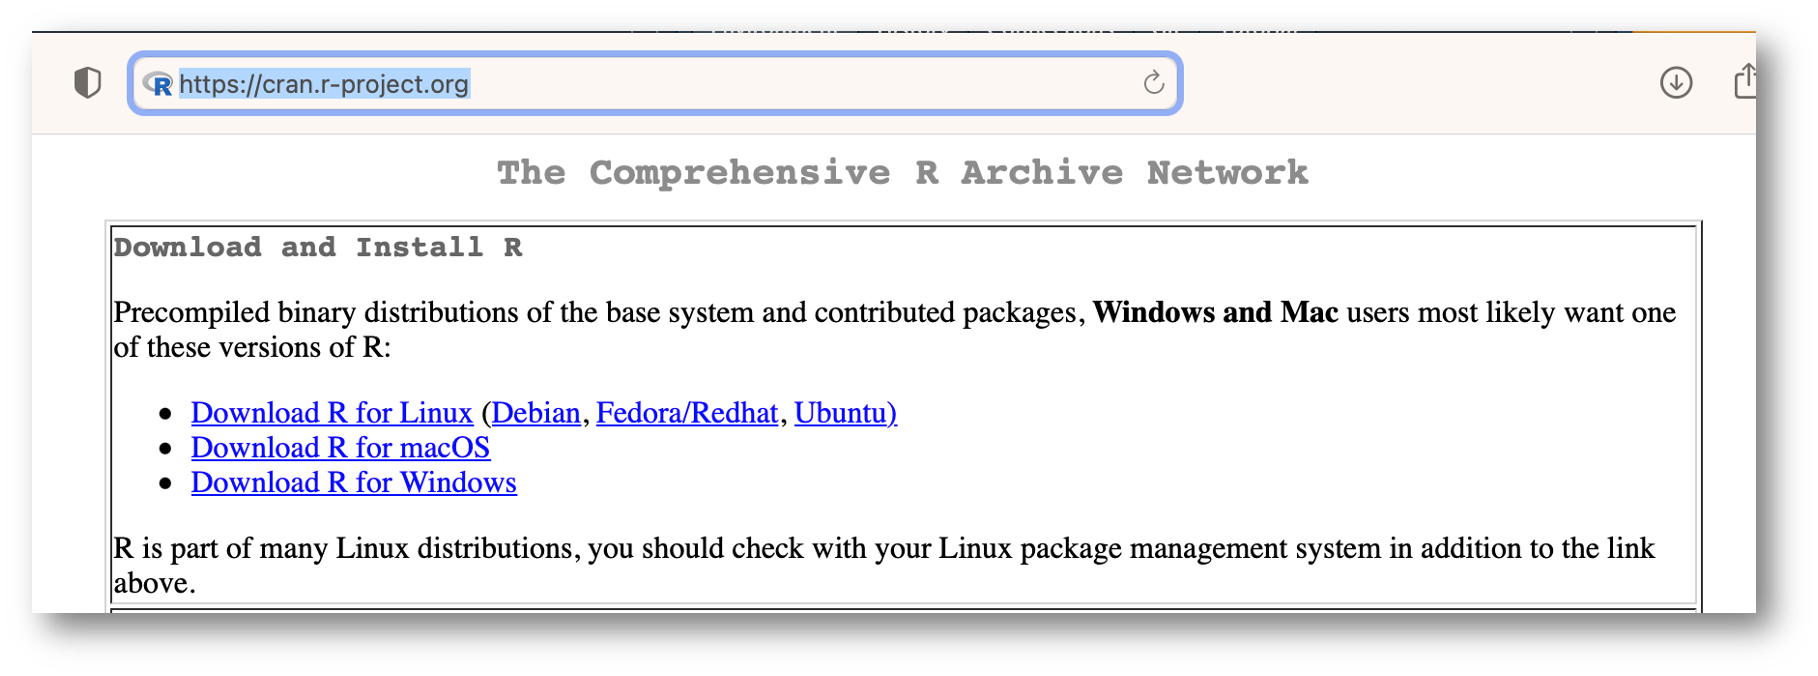 https://cran.r-project.org
The Comprehensive R Archive Network
Download and Install R
Precompiled binary distributions of the base system and contributed packages, Windows and Mac users most likely want one
of these versions of R:
• Download R for Linux (Debian, Fedora/Redhat, Ubuntu)
• Download R for macOS
• Download R for Windows
R is part of many Linux distributions, you should check with your Linux package management system in addition to the link
above.